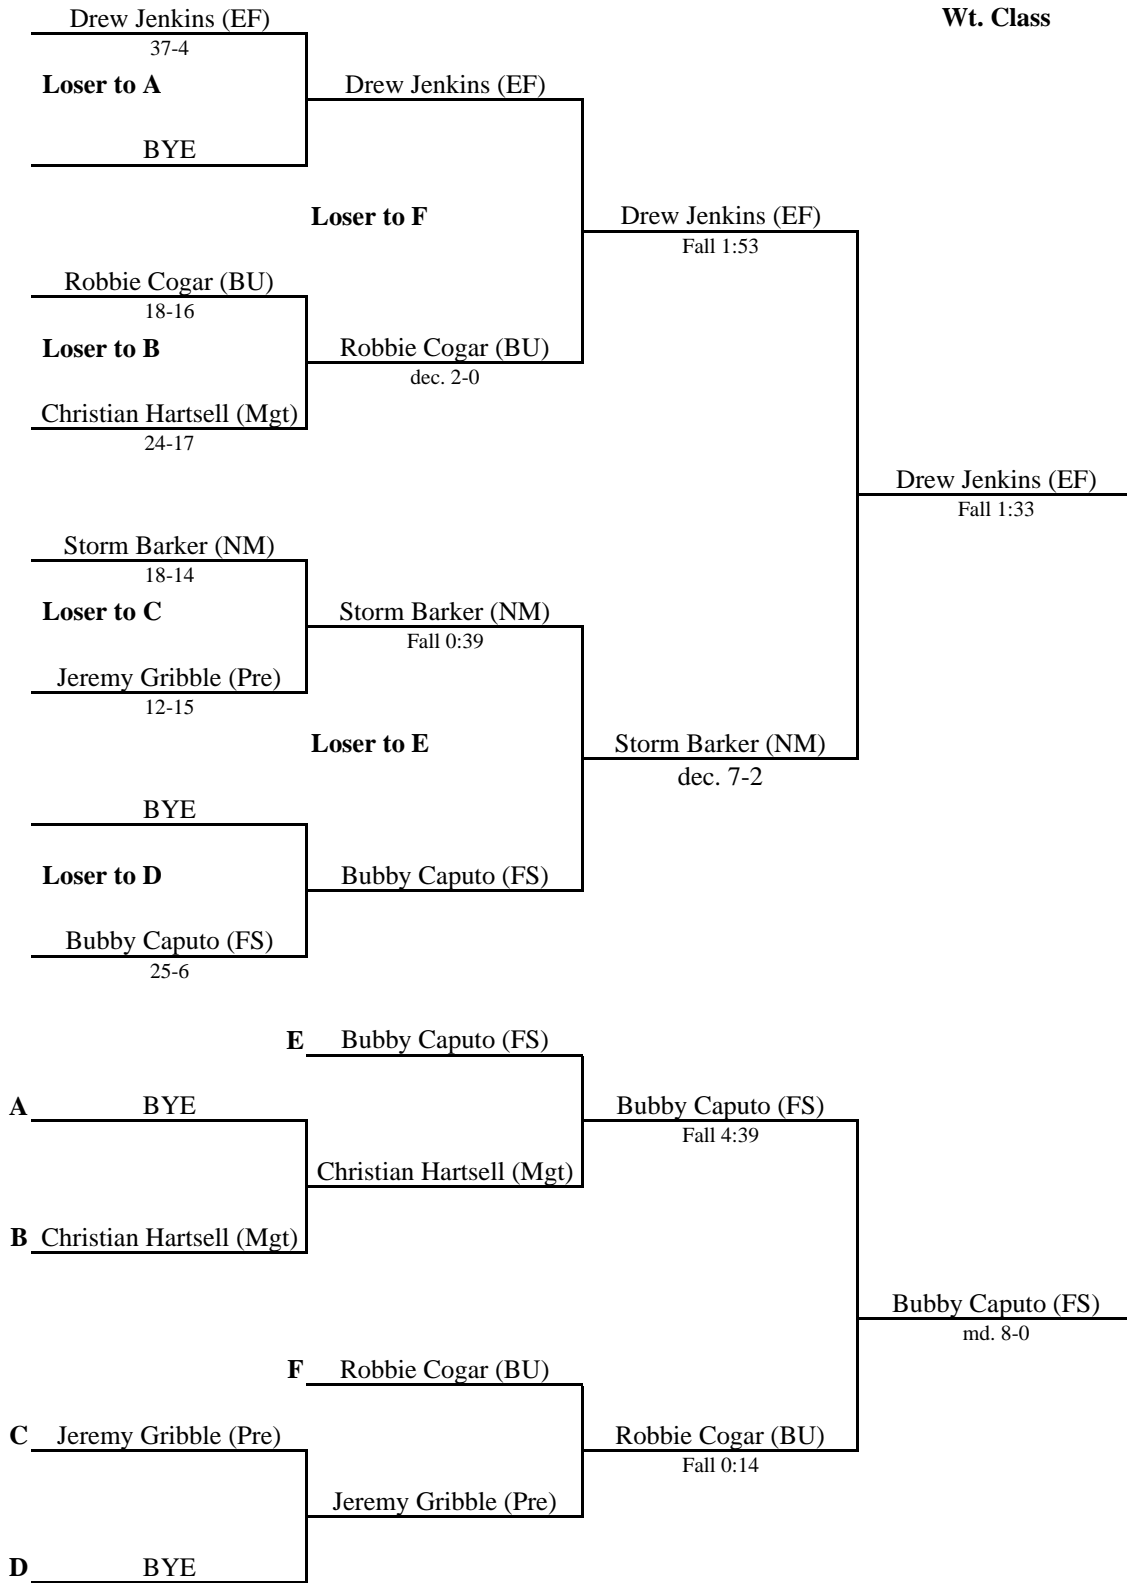 Drew Jenkins (EF)
Wt. Class
37-4
Loser to A
Drew Jenkins (EF)
BYE
Loser to F
Drew Jenkins (EF)
Fall 1:53
Robbie Cogar (BU)
18-16
Loser to B
Robbie Cogar (BU)
dec. 2-0
Christian Hartsell (Mgt)
24-17
Drew Jenkins (EF)
Fall 1:33
Storm Barker (NM)
18-14
Loser to C
Storm Barker (NM)
Fall 0:39
Jeremy Gribble (Pre)
12-15
Loser to E
Storm Barker (NM)
dec. 7-2
BYE
Loser to D
Bubby Caputo (FS)
Bubby Caputo (FS)
25-6
E Bubby Caputo (FS)
A BYE
Bubby Caputo (FS)
Fall 4:39
Christian Hartsell (Mgt)
B Christian Hartsell (Mgt)
Bubby Caputo (FS)
md. 8-0
F Robbie Cogar (BU)
C Jeremy Gribble (Pre)
Robbie Cogar (BU)
Fall 0:14
Jeremy Gribble (Pre)
D BYE